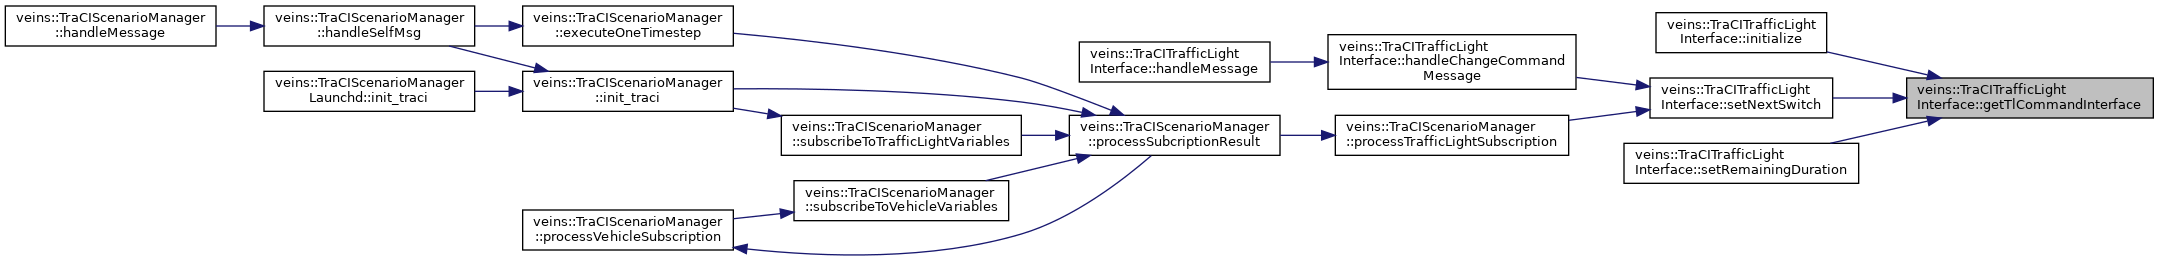 veins::TraCIScenarioManager
::handleMessage
veins::TraCIScenarioManager
::handleSelfMsg
veins::TraCIScenarioManager
::executeOneTimestep
veins::TraCIScenarioManager
Launchd::init_traci
veins::TraCIScenarioManager
::init_traci
veins::TraCIScenarioManager
::subscribeToTrafficLightVariables
veins::TraCIScenarioManager
::subscribeToVehicleVariables
veins::TraCIScenarioManager
::processVehicleSubscription
veins::TraCITrafficLight
Interface::handleMessage
veins::TraCIScenarioManager
::processSubcriptionResult
veins::TraCITrafficLight
Interface::handleChangeCommand
Message
veins::TraCIScenarioManager
::processTrafficLightSubscription
veins::TraCITrafficLight
Interface::initialize
veins::TraCITrafficLight
Interface::setNextSwitch
veins::TraCITrafficLight
Interface::setRemainingDuration
veins::TraCITrafficLight
Interface::getTlCommandInterface